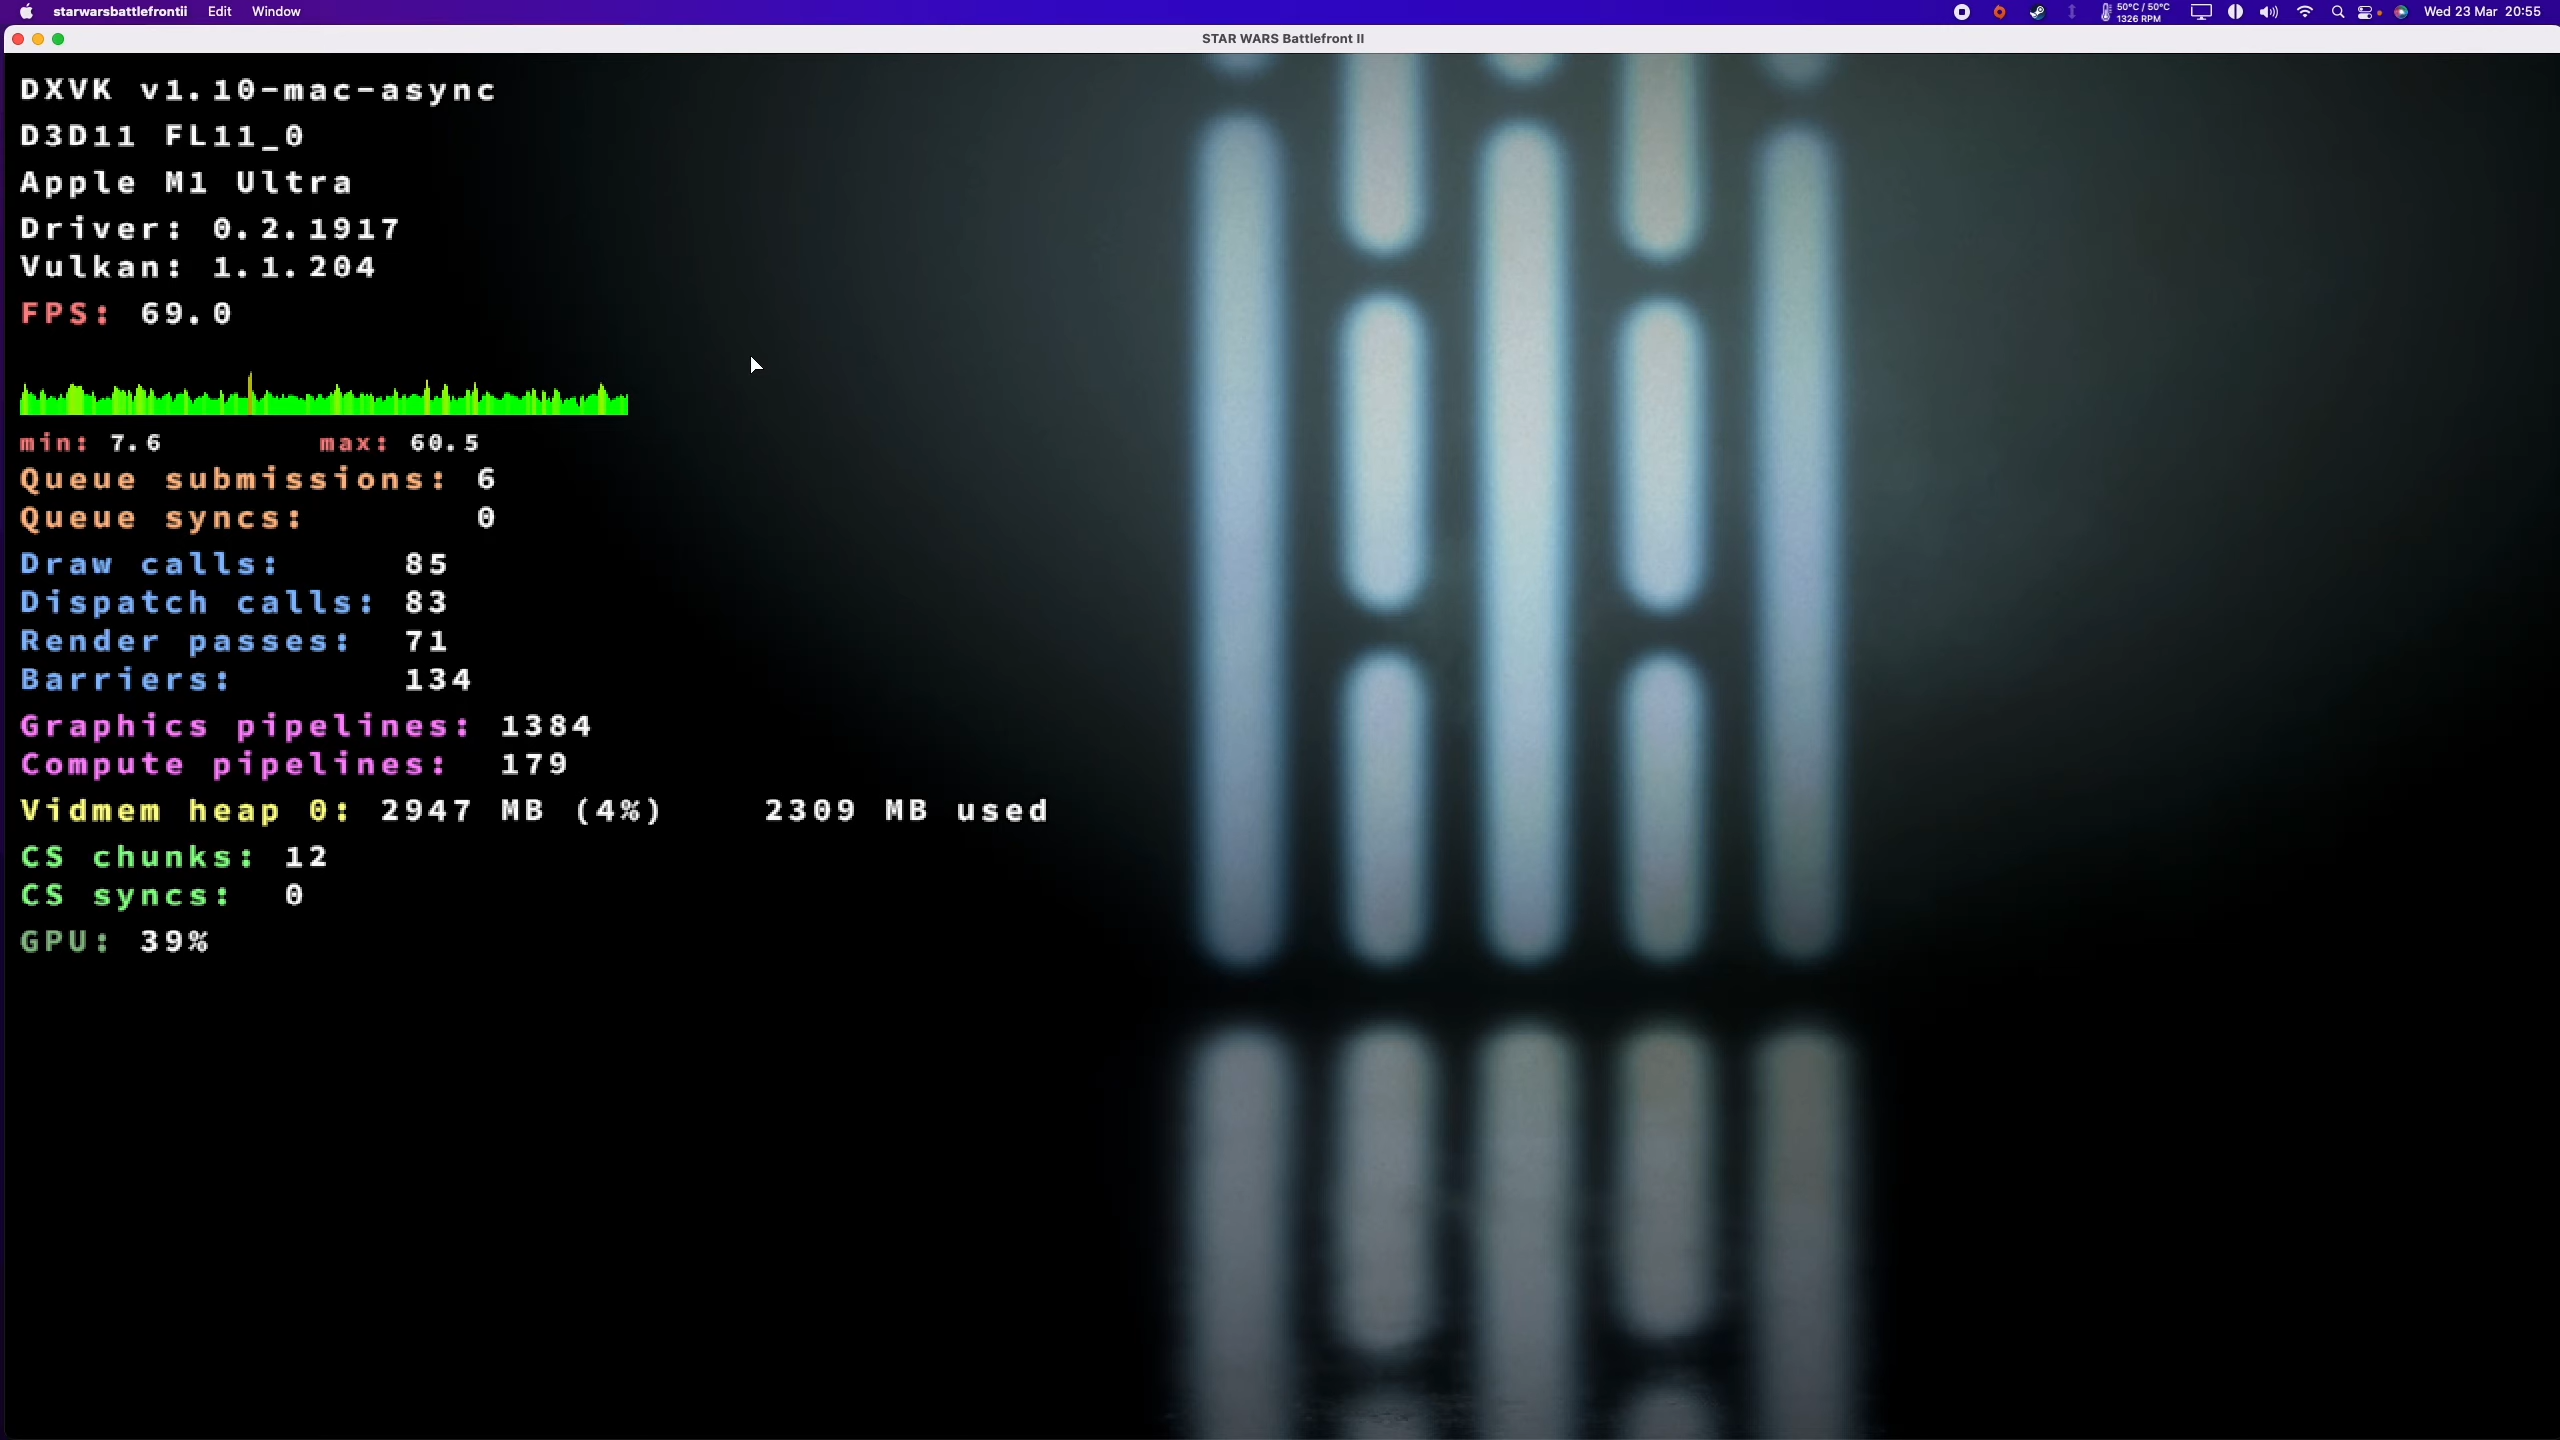 starwarsbattlefrontii Edit Window 50°C / 50°C 1326 RPM Wed 23 Mar 20:55
STAR WARS Battlefront II
DXVK v1.10-mac-async
D3D11 FL11_0
Apple M1 Ultra
Driver: 0.2.1917
Vulkan: 1.1.204
FPS: 69.0
min: 7.6 max: 60.5
Queue submissions: 6
Queue syncs: 0
Draw calls: 85
Dispatch calls: 83
Render passes: 71
Barriers: 134
Graphics pipelines: 1384
Compute pipelines: 179
Vidmem heap 0: 2947 MB (4%) 2309 MB used
CS chunks: 12
CS syncs: 0
GPU: 39%